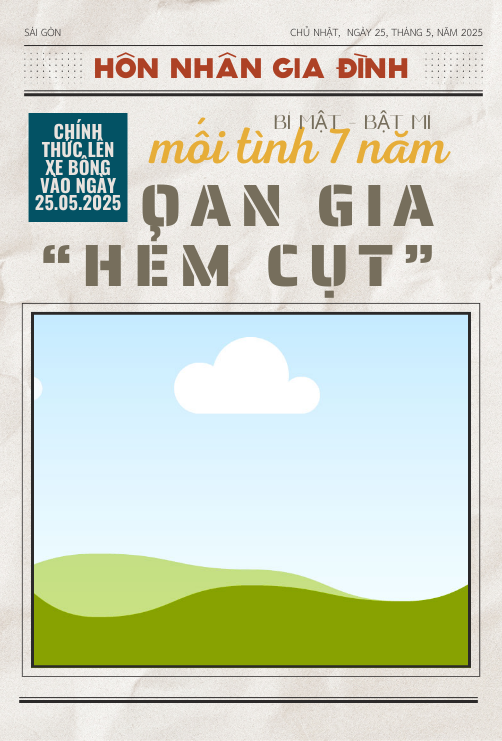 SÀI GÒN
CHỦ NHẬT, NGÀY 25, THÁNG 5, NĂM 2025
HÔN NHÂN GIA ĐÌNH
CHÍNH
THỨC LÊN
XE BÔNG
VÀO NGÀY
25.05.2025
BÍ MẬT - BẬT MÍ
mối tình 7 năm
OAN GIA
“HẺM CỤT”